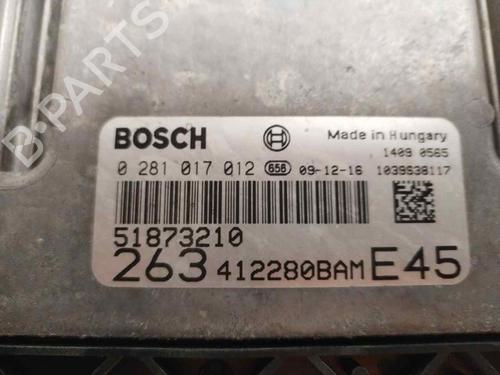 BOSCH Made in Hungary
1409 0565
0 281 017 012 658 09-12-16 1039S38117
51873210
263 412280BAM E45
B-PARTS